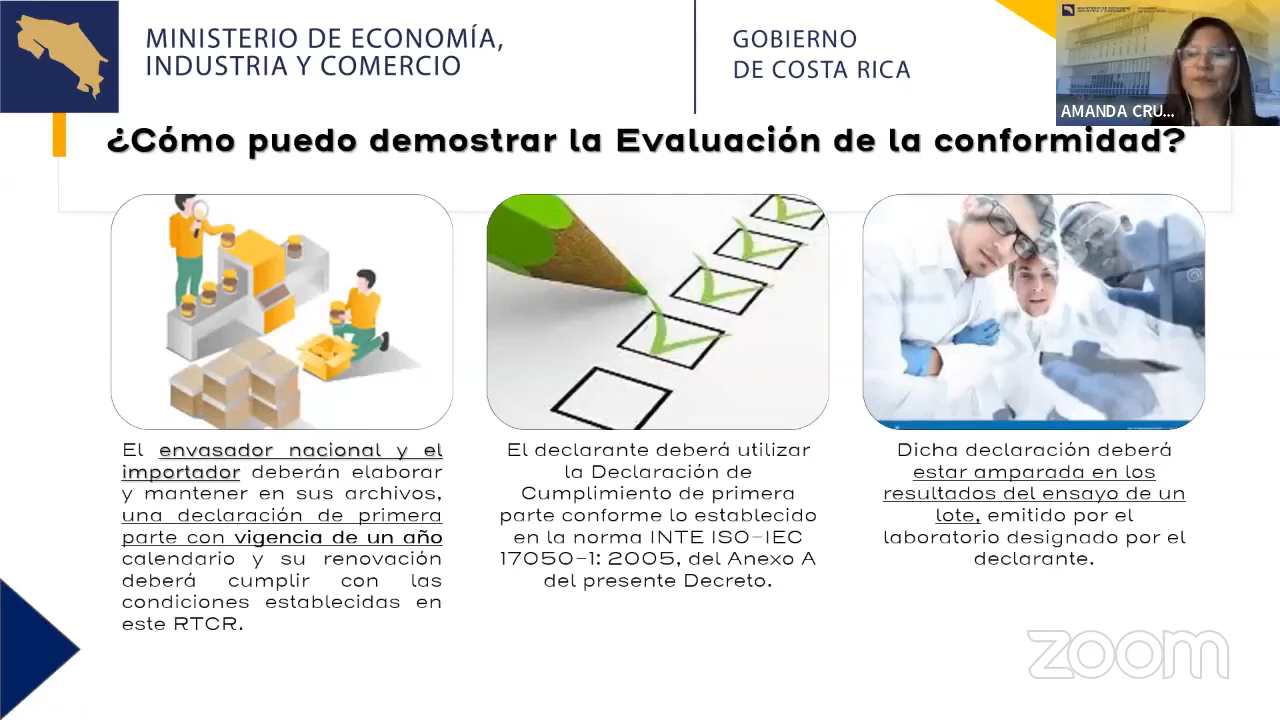 MINISTERIO DE ECONOMÍA,
INDUSTRIA Y COMERCIO
GOBIERNO
DE COSTA RICA
AMANDA CRU...
¿Cómo puedo demostrar la Evaluación de la conformidad?
El envasador nacional y el
importador deberán elaborar
y mantener en sus archivos,
una declaración de primera
parte con vigencia de un año
calendario y su renovación
deberá cumplir con las
condiciones establecidas en
este RTCR.
El declarante deberá utilizar
la Declaración de
Cumplimiento de primera
parte conforme lo establecido
en la norma INTE ISO-IEC
17050-1: 2005, del Anexo A
del presente Decreto.
Dicha declaración deberá
estar amparada en los
resultados del ensayo de un
lote, emitido por el
laboratorio designado por el
declarante.
zoom